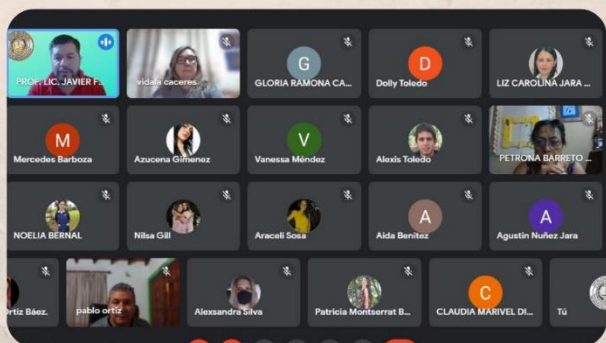 PROF. LIC. JAVIER F...
vidala caceres
G
GLORIA RAMONA CA...
D
Dolly Toledo
LIZ CAROLINA JARA ...
M
Mercedes Barboza
Azucena Gimenez
V
Vanessa Méndez
Alexis Toledo
PETRONA BARRETO ...
NOELIA BERNAL
Nilsa Gill
Araceli Sosa
A
Aida Benitez
A
Agustin Nuñez Jara
rtiz Báez.
pablo ortiz
Alexsandra Silva
Patricia Montserrat B...
C
CLAUDIA MARIVEL DI...
Tú